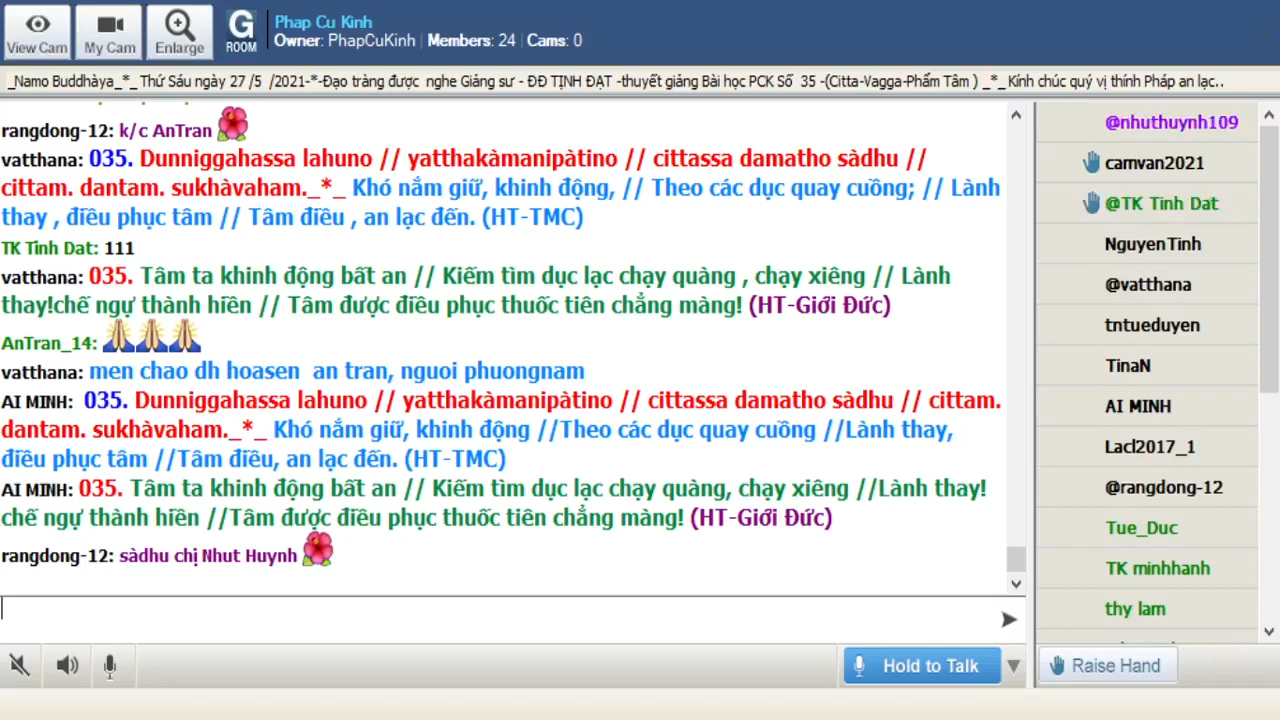 View Cam
My Cam
Enlarge
G
ROOM
Phap Cu Kinh
Owner: PhapCuKinh | Members: 24 | Cams: 0
_Namo Buddhàya_*_ Thứ Sáu ngày 27 /5 /2021-*-Đạo tràng được nghe Giảng sư - ĐĐ TỊNH ĐẠT -thuyết giảng Bài học PCK Số 35 -(Citta-Vagga-Phẩm Tâm ) _*_ Kính chúc quý vị thính Pháp an lạc..
rangdong-12: k/c AnTran
vatthana: 035. Dunniggahassa lahuno // yatthakàmanipàtino // cittassa damatho sàdhu //
cittam. dantam. sukhàvaham._*_ Khó nắm giữ, khinh động, // Theo các dục quay cuồng; // Lành
thay , điều phục tâm // Tâm điều , an lạc đến. (HT-TMC)
TK Tinh Dat: 111
vatthana: 035. Tâm ta khinh động bất an // Kiếm tìm dục lạc chạy quàng , chạy xiêng // Lành
thay!chế ngự thành hiền // Tâm được điều phục thuốc tiên chẳng màng! (HT-Giới Đức)
AnTran_14:
vatthana: men chao dh hoasen an tran, nguoi phuongnam
AI MINH: 035. Dunniggahassa lahuno // yatthakàmanipàtino // cittassa damatho sàdhu // cittam.
dantam. sukhàvaham._*_ Khó nắm giữ, khinh động //Theo các dục quay cuồng //Lành thay,
điều phục tâm //Tâm điều, an lạc đến. (HT-TMC)
AI MINH: 035. Tâm ta khinh động bất an // Kiếm tìm dục lạc chạy quàng, chạy xiêng //Lành thay!
chế ngự thành hiền //Tâm được điều phục thuốc tiên chẳng màng! (HT-Giới Đức)
rangdong-12: sàdhu chị Nhut Huynh
Hold to Talk
@nhuthuynh109
camvan2021
@TK Tinh Dat
NguyenTinh
@vatthana
tntueduyen
TinaN
AI MINH
Lacl2017_1
@rangdong-12
Tue_Duc
TK minhhanh
thy lam
Raise Hand